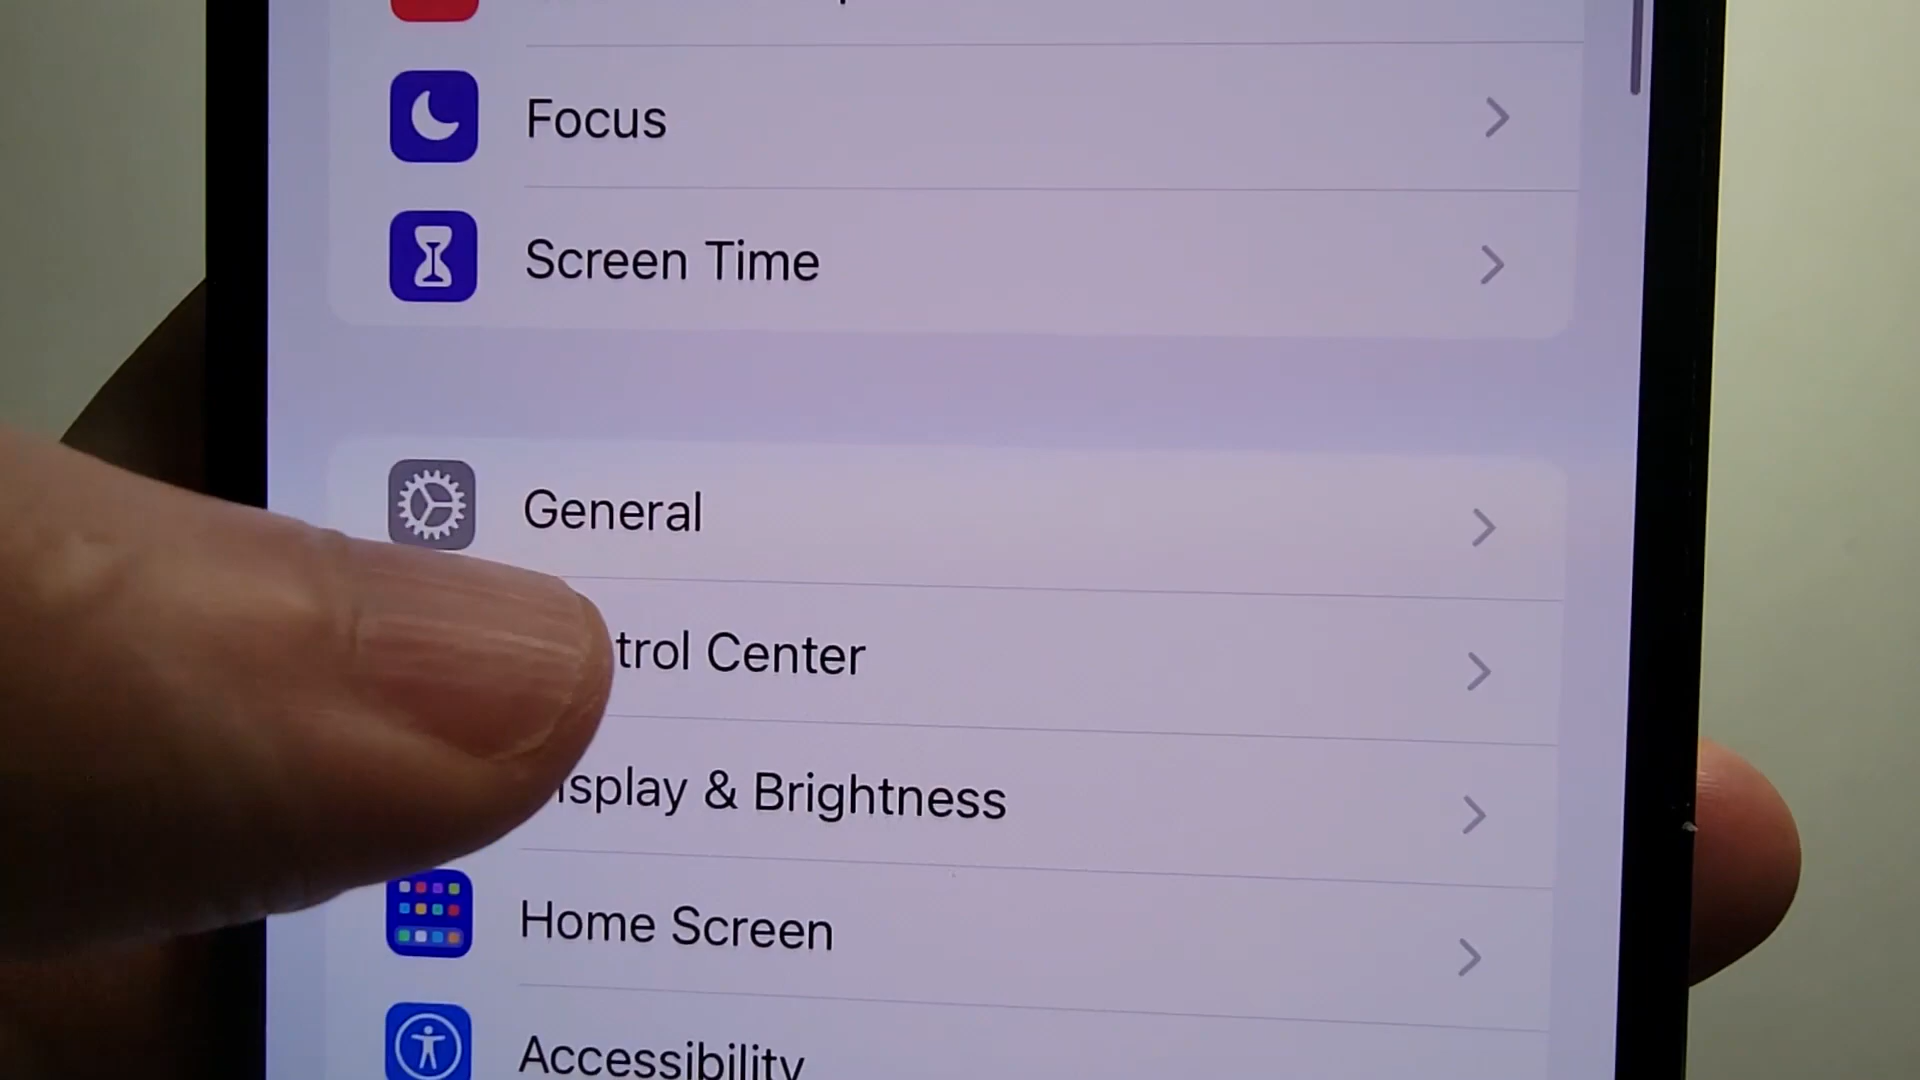 Focus
Screen Time
General
trol Center
splay & Brightness
Home Screen
Accessibility